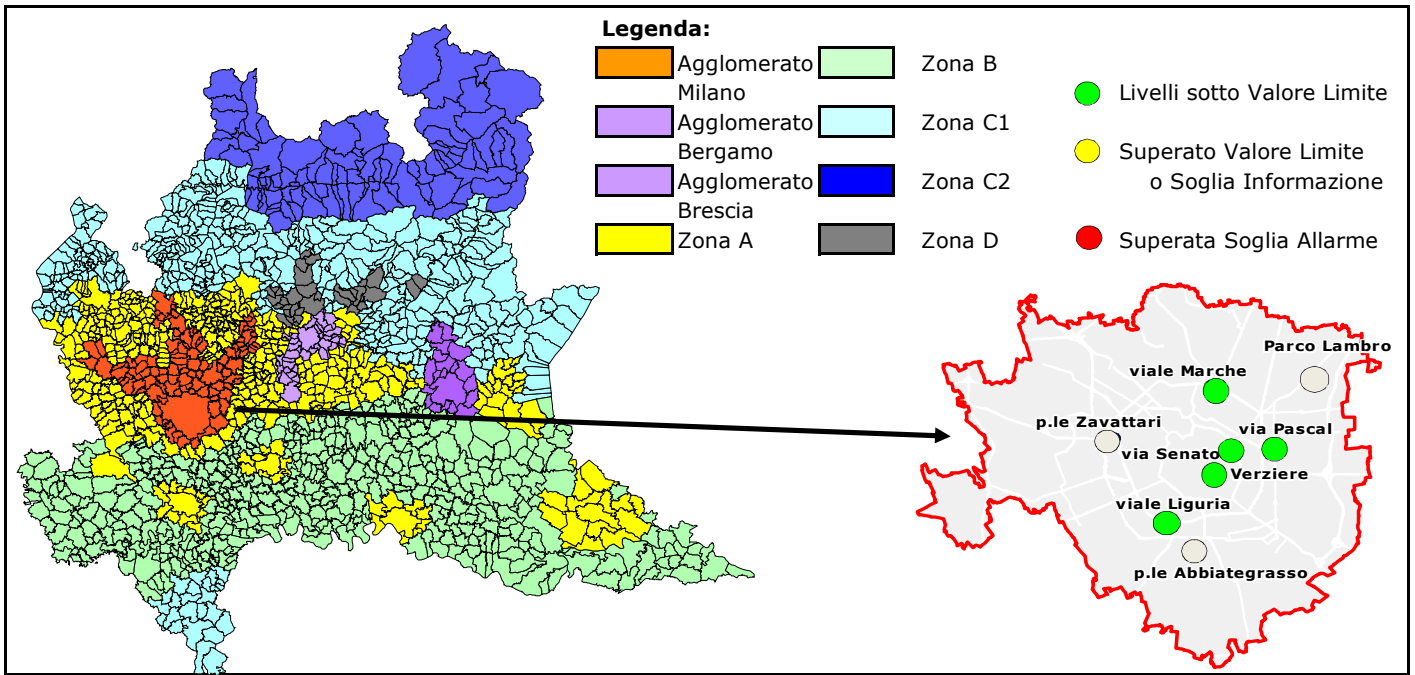 Legenda:
Agglomerato
Milano
Agglomerato
Bergamo
Agglomerato
Brescia
Zona A
Zona B
Zona C1
Zona C2
Zona D
Livelli sotto Valore Limite
Superato Valore Limite
o Soglia Informazione
Superata Soglia Allarme
Parco Lambro
viale Marche
p.le Zavattari
via Pascal
via Senato
Verziere
viale Liguria
p.le Abbiategrasso